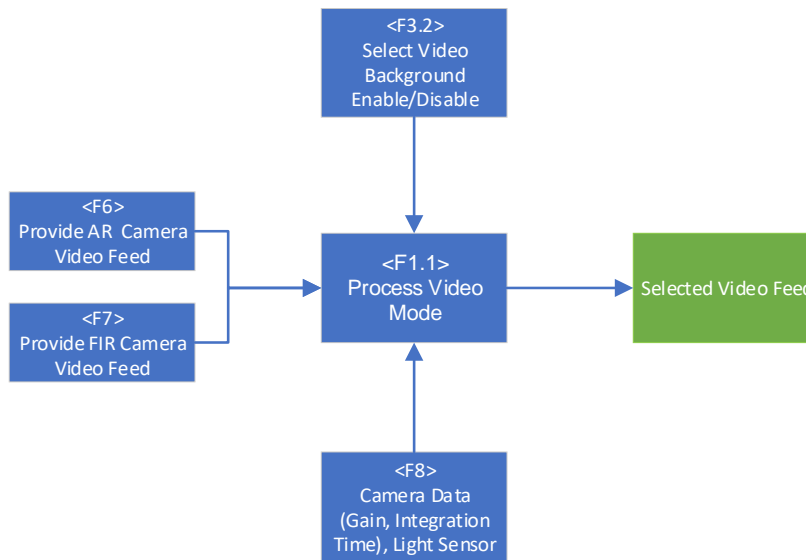 <F3.2>
Select Video
Background
Enable/Disable
<F6>
Provide AR Camera
Video Feed
<F7>
Provide FIR Camera
Video Feed
<F1.1>
Process Video
Mode
Selected Video Feed
<F8>
Camera Data
(Gain, Integration
Time), Light Sensor